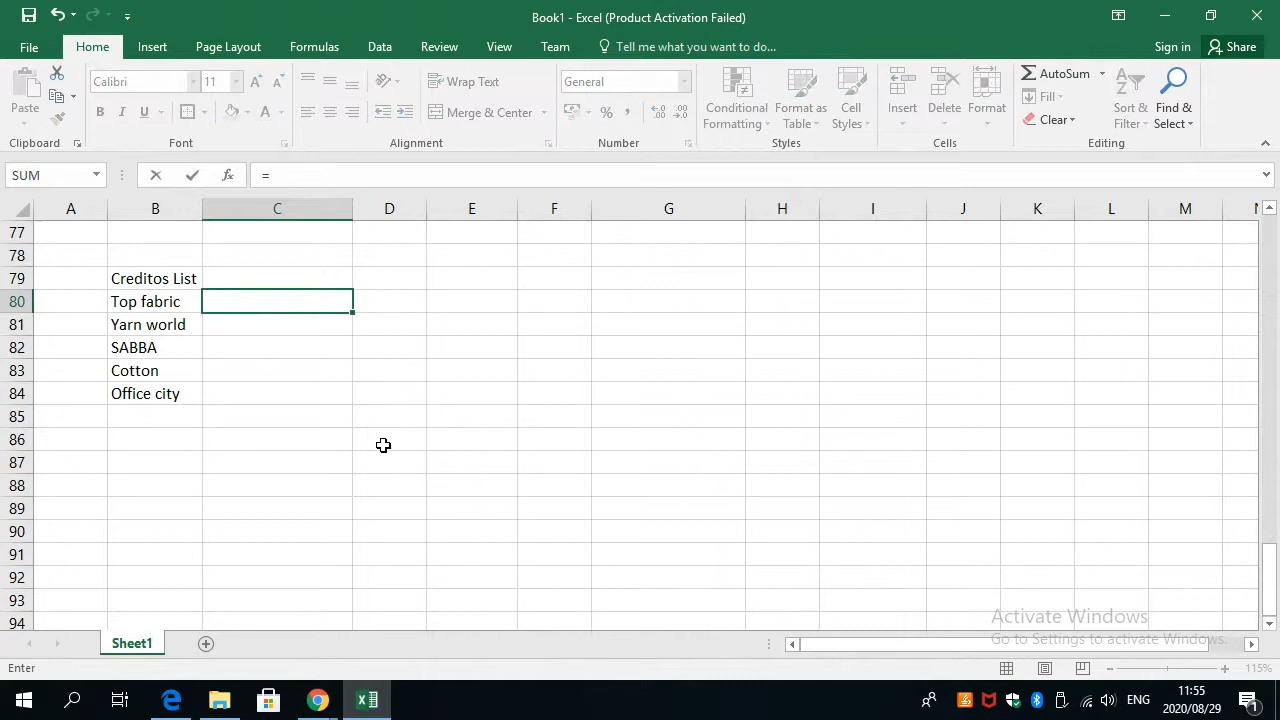 Book1 - Excel (Product Activation Failed)
File Home Insert Page Layout Formulas Data Review View Team Tell me what you want to do... Sign in Share
Paste Calibri 11 B I U A Wrap Text Merge & Center General % , Conditional Formatting Format as Table Cell Styles Insert Delete Format AutoSum Fill Clear Sort & Filter Find & Select
Clipboard Font Alignment Number Styles Cells Editing
SUM fx =
A B C D E F G H I J K L M N
77
78
79 Creditos List
80 Top fabric
81 Yarn world
82 SABBA
83 Cotton
84 Office city
85
86
87
88
89
90
91
92
93
94
Activate Windows
Go to Settings to activate Windows.
Sheet1
Enter 115%
ENG 11:55
2020/08/29 1